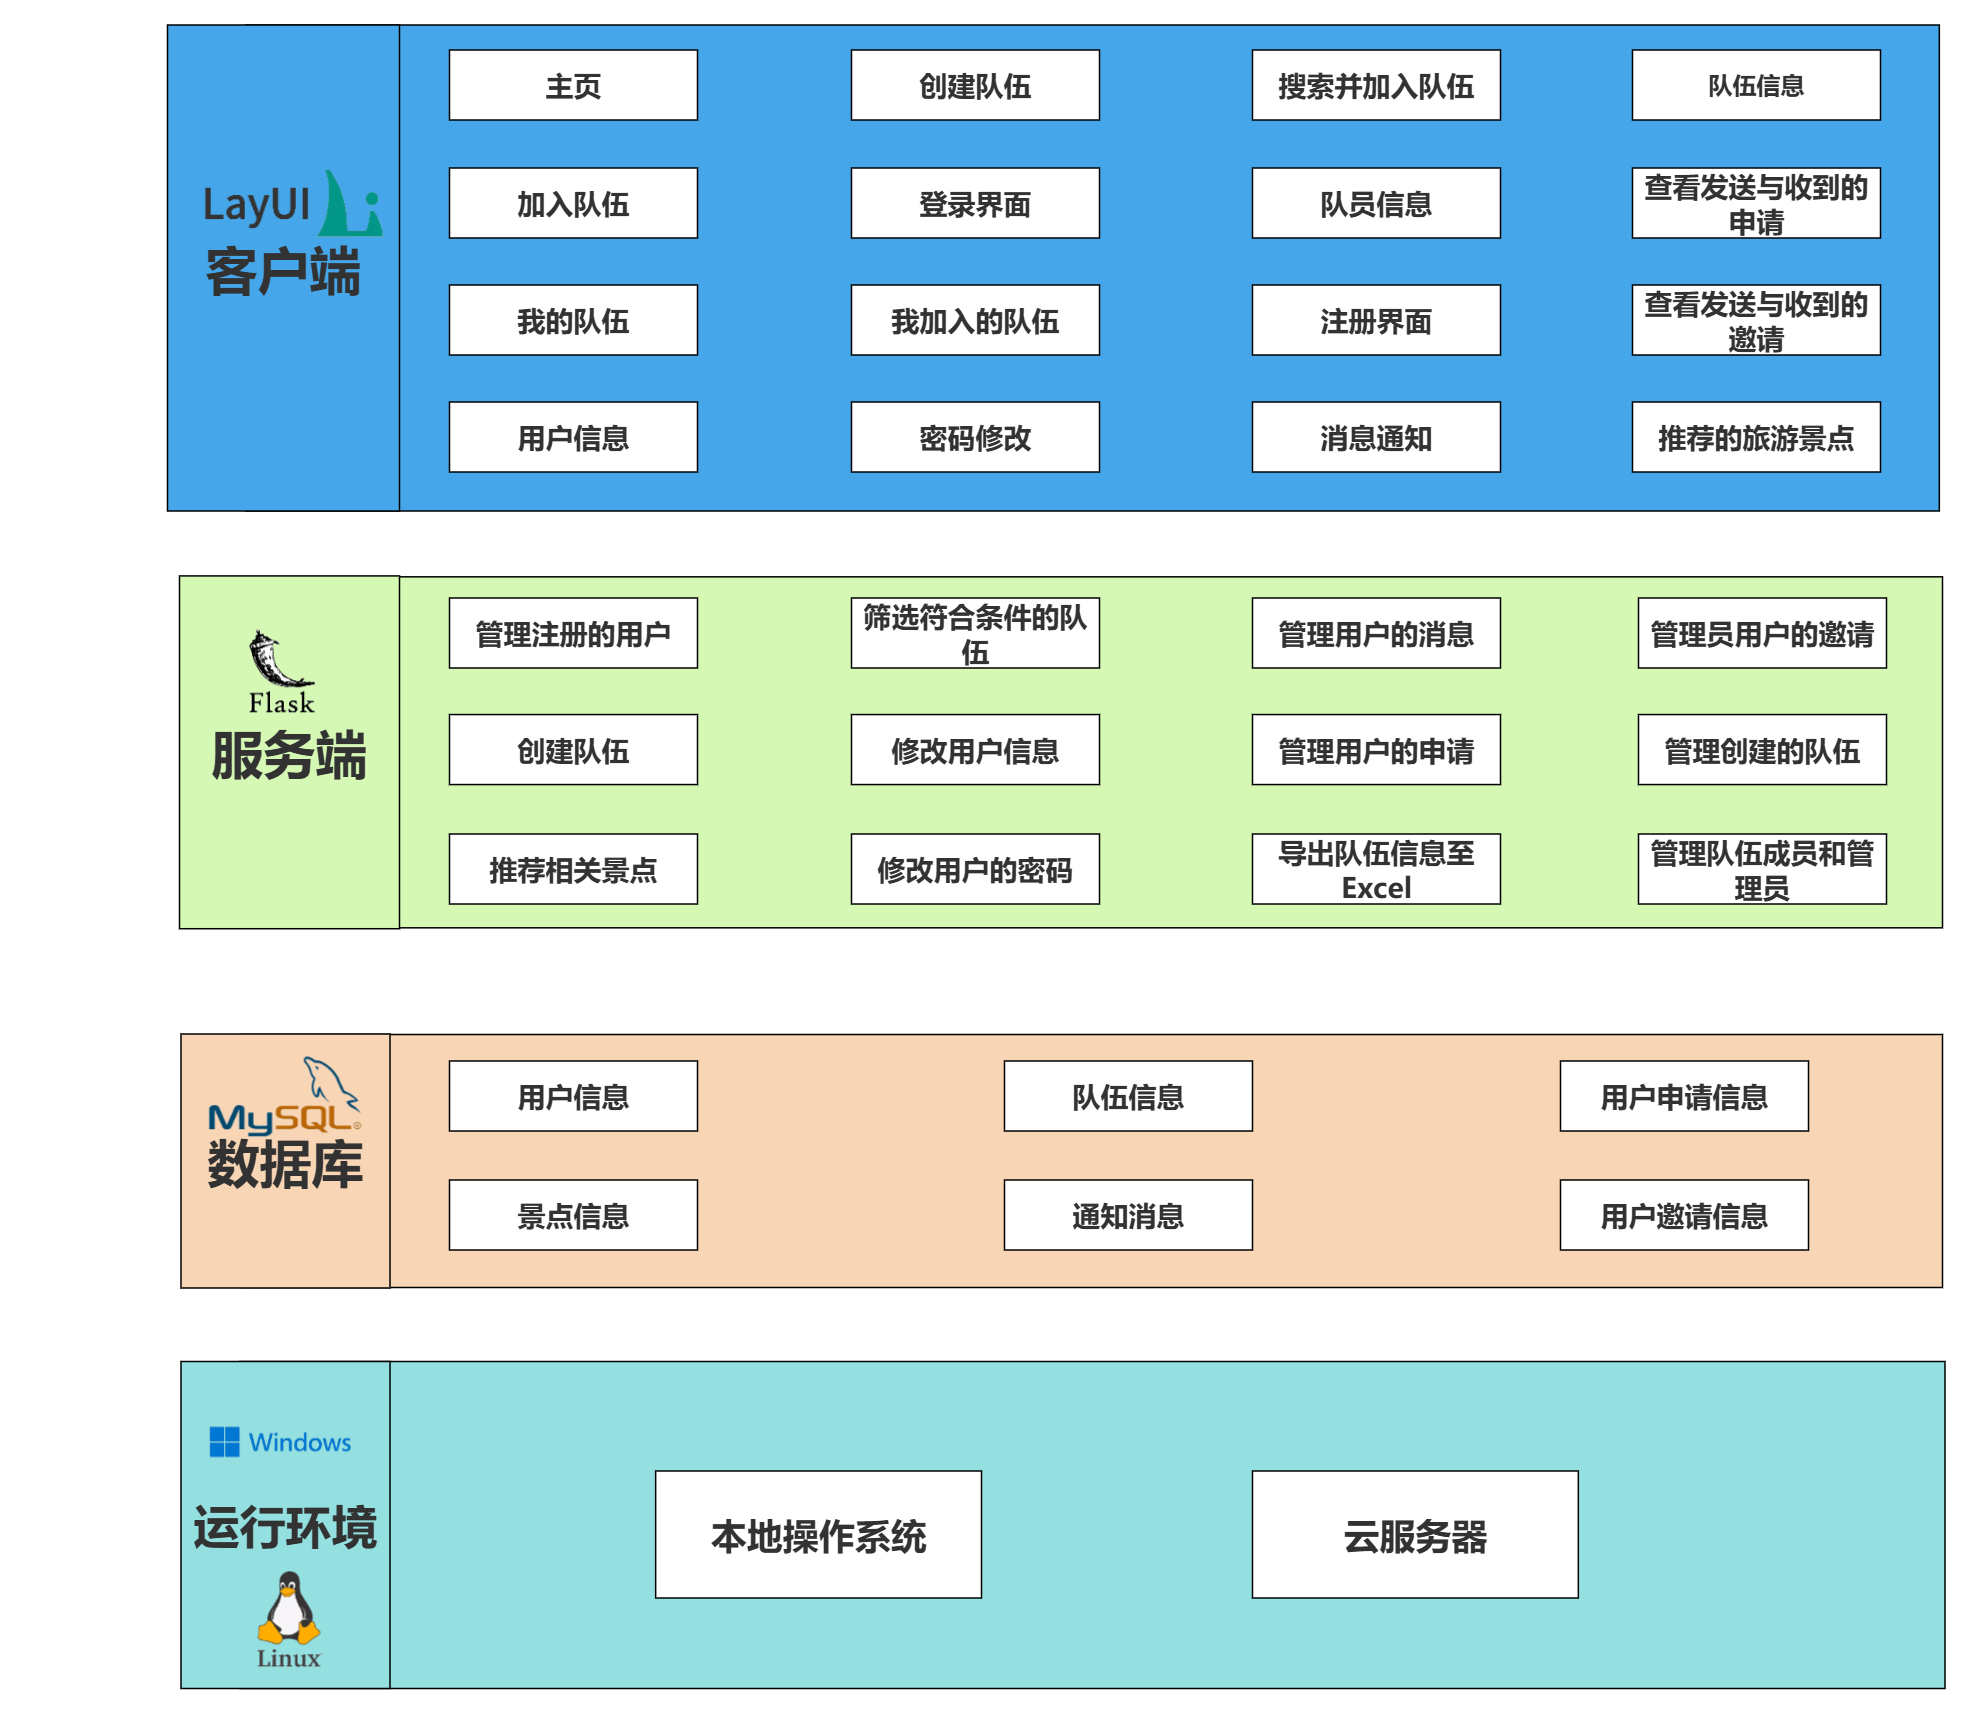 LayUI
客户端
主页
创建队伍
搜索并加入队伍
队伍信息
加入队伍
登录界面
队员信息
查看发送与收到的
申请
我的队伍
我加入的队伍
注册界面
查看发送与收到的
邀请
用户信息
密码修改
消息通知
推荐的旅游景点
Flask
服务端
管理注册的用户
筛选符合条件的队
伍
管理用户的消息
管理员用户的邀请
创建队伍
修改用户信息
管理用户的申请
管理创建的队伍
推荐相关景点
修改用户的密码
导出队伍信息至
Excel
管理队伍成员和管
理员
MySQL®
数据库
用户信息
队伍信息
用户申请信息
景点信息
通知消息
用户邀请信息
Windows
运行环境
Linux
本地操作系统
云服务器